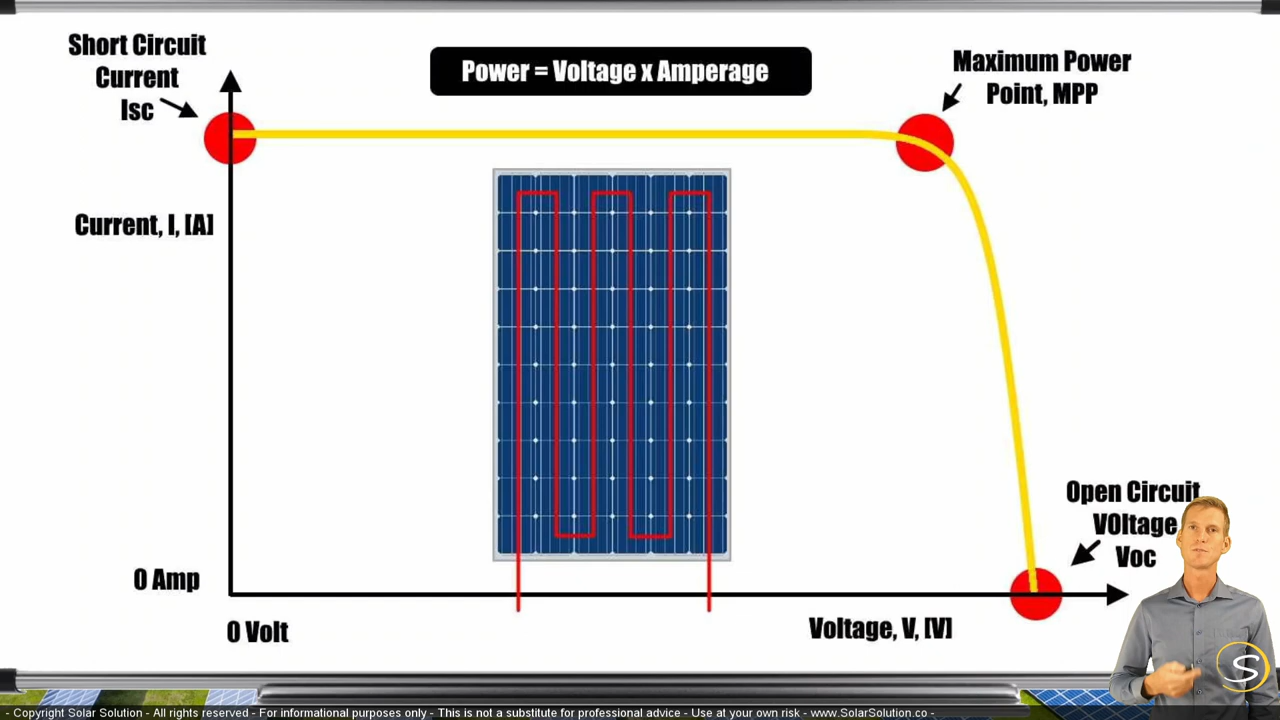 Short Circuit
Current
Isc
Power = Voltage x Amperage
Maximum Power
Point, MPP
Current, I, [A]
Open Circuit
VOltage
Voc
0 Amp
0 Volt
Voltage, V, [V]
S
- Copyright Solar Solution - All rights reserved - For informational purposes only - This is not a substitute for professional advice - Use at your own risk - www.SolarSolution.co -